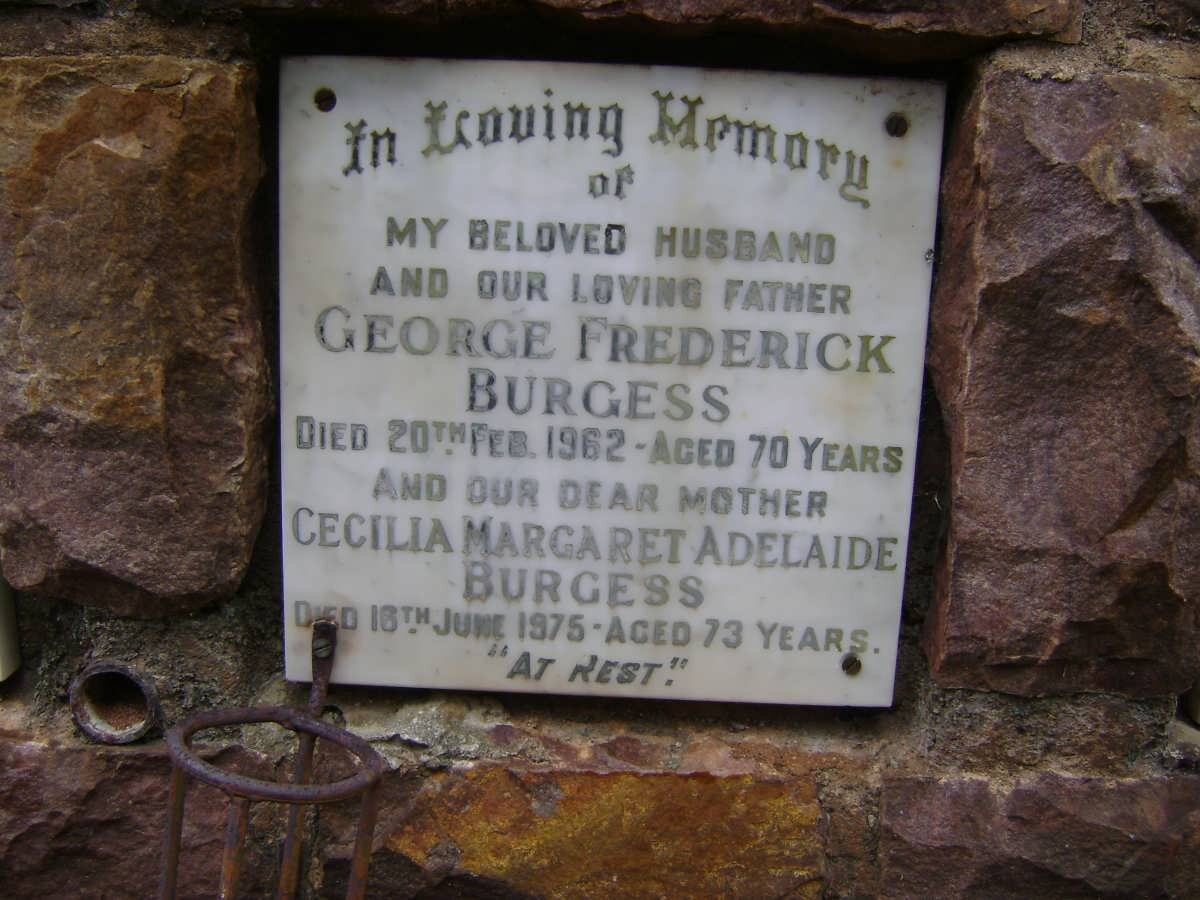 In Loving Memory
of
MY BELOVED HUSBAND
AND OUR LOVING FATHER
GEORGE FREDERICK
BURGESS
DIED 20TH FEB. 1962 - AGED 70 YEARS
AND OUR DEAR MOTHER
CECILIA MARGARET ADELAIDE
BURGESS
DIED 16TH JUNE 1975 - AGED 73 YEARS.
"AT REST."